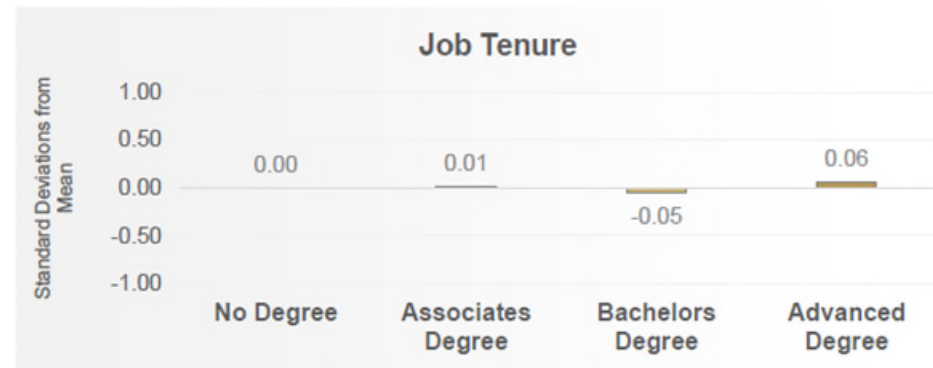 Job Tenure
Standard Deviations from
Mean
1.00
0.50
0.00
-0.50
-1.00
0.00
0.01
-0.05
0.06
No Degree
Associates
Degree
Bachelors
Degree
Advanced
Degree